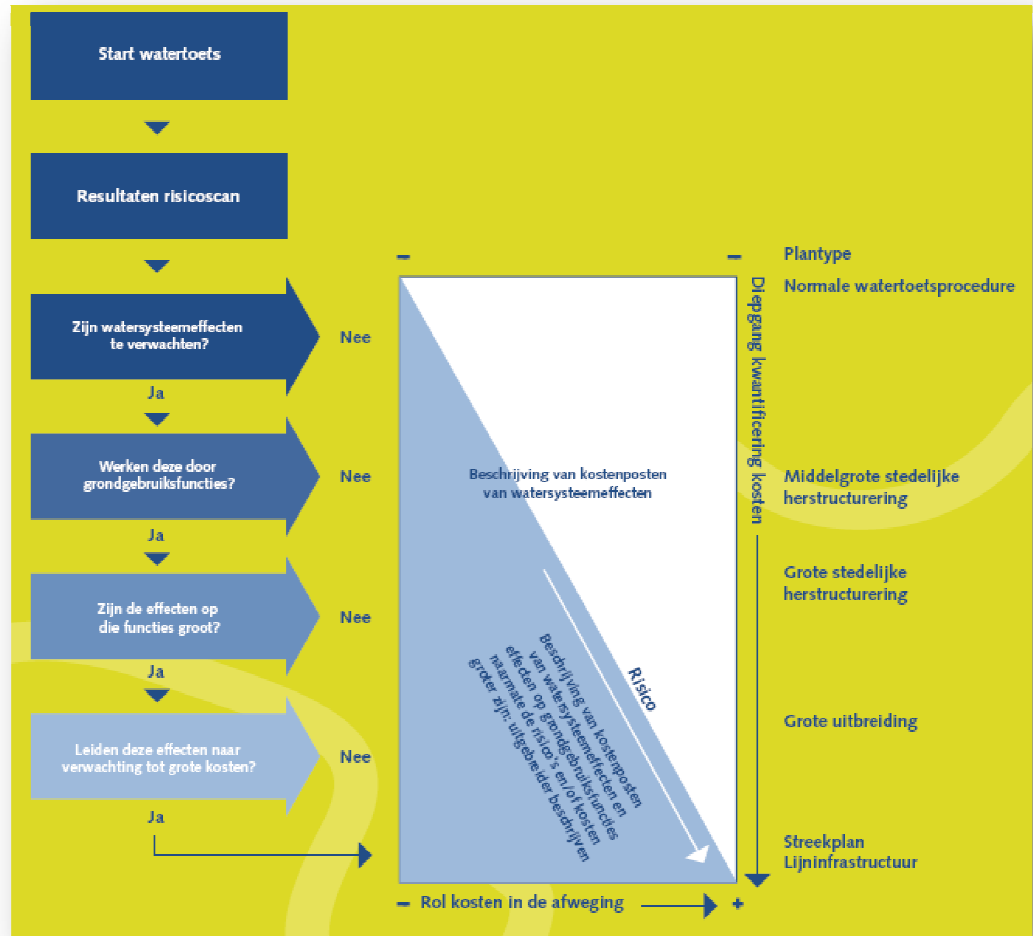 Start watertoets
Resultaten risicoscan
Zijn watersysteemeffecten
te verwachten?
Nee
Ja
Werken deze door
grondgebruiksfuncties?
Nee
Ja
Zijn de effecten op
die functies groot?
Nee
Ja
Leiden deze effecten naar
verwachting tot grote kosten?
Nee
Ja
–
–
Beschrijving van kostenposten
van watersysteemeffecten
Risico
Beschrijving van kostenposten
van watersysteemeffecten en
effecten op grondgebruiksfuncties
naarmate de risico's en/of kosten
groter zijn: uitgebreider beschrijven
– Rol kosten in de afweging +
Diepgang kwantificering kosten
Plantype
Normale watertoetsprocedure
Middelgrote stedelijke
herstructurering
Grote stedelijke
herstructurering
Grote uitbreiding
Streekplan
Lijninfrastructuur